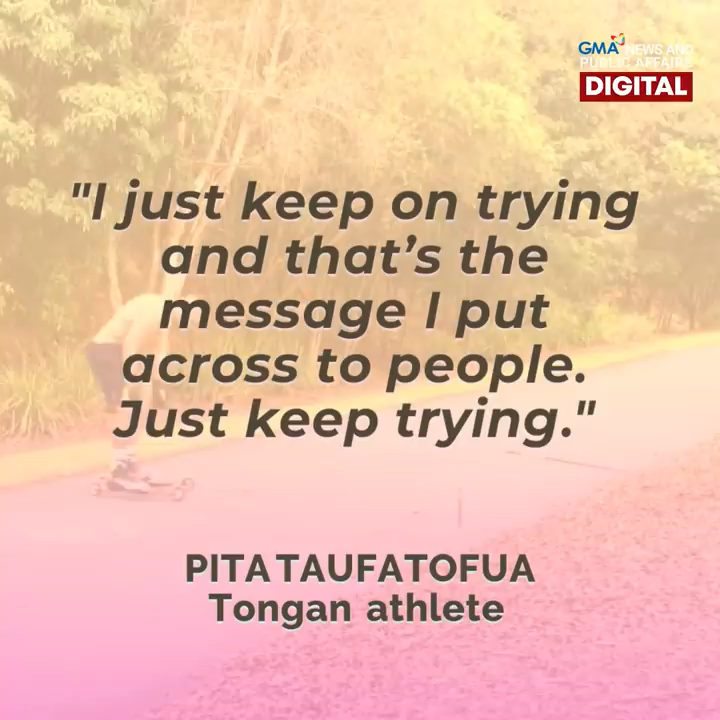 GMA NEWS AND
PUBLIC AFFAIRS
DIGITAL
"I just keep on trying
and that’s the
message I put
across to people.
Just keep trying."
PITA TAUFATOFUA
Tongan athlete